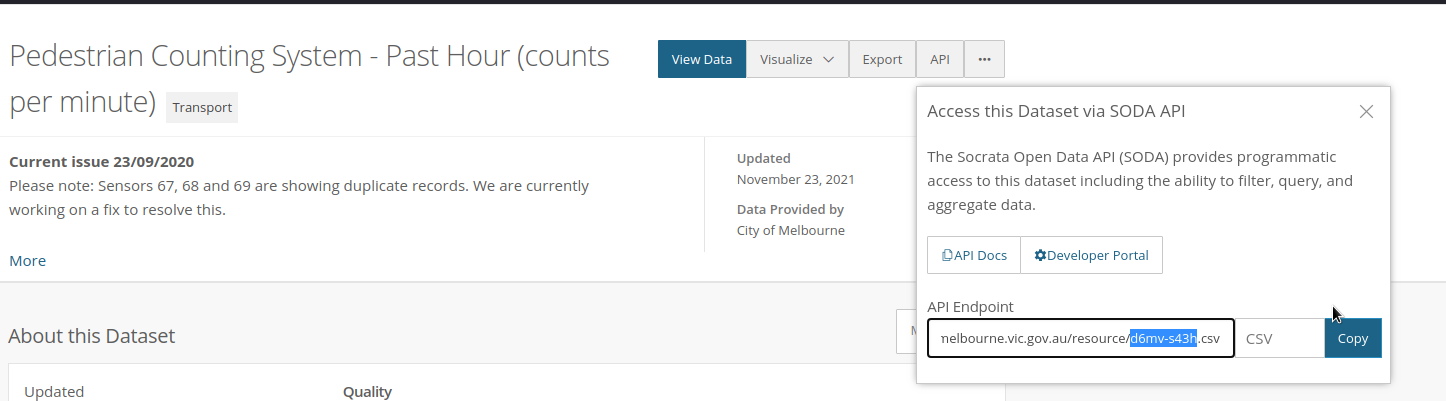 Pedestrian Counting System - Past Hour (counts
per minute) Transport
View Data
Visualize
Export
API
Current issue 23/09/2020
Please note: Sensors 67, 68 and 69 are showing duplicate records. We are currently
working on a fix to resolve this.
More
Updated
November 23, 2021
Data Provided by
City of Melbourne
Access this Dataset via SODA API
The Socrata Open Data API (SODA) provides programmatic
access to this dataset including the ability to filter, query, and
aggregate data.
API Docs
Developer Portal
API Endpoint
nelbourne.vic.gov.au/resource/d6mv-s43h.csv
CSV
Copy
About this Dataset
Updated
Quality